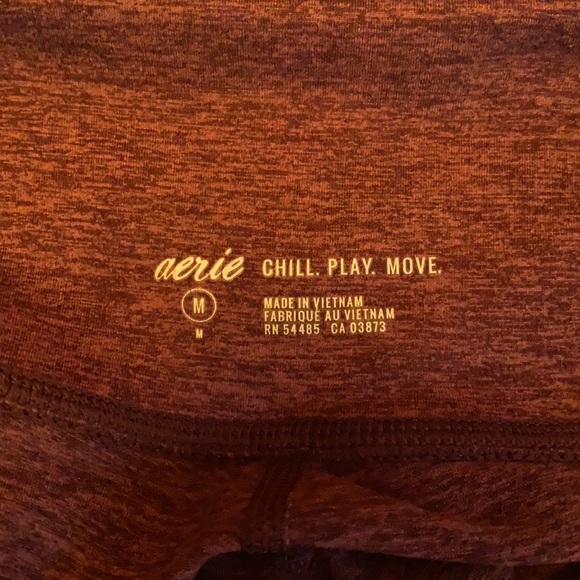 aerie CHILL. PLAY. MOVE.
M
M
MADE IN VIETNAM
FABRIQUÉ AU VIETNAM
RN 54485 CA 03873